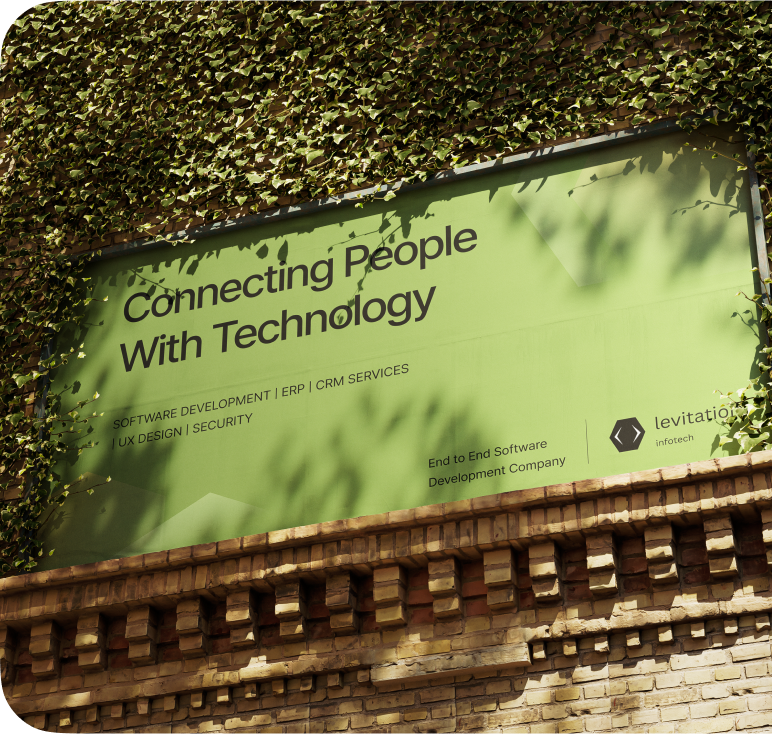 Connecting People
With Technology
SOFTWARE DEVELOPMENT | ERP | CRM SERVICES
| UX DESIGN | SECURITY
End to End Software
Development Company
levitation
infotech